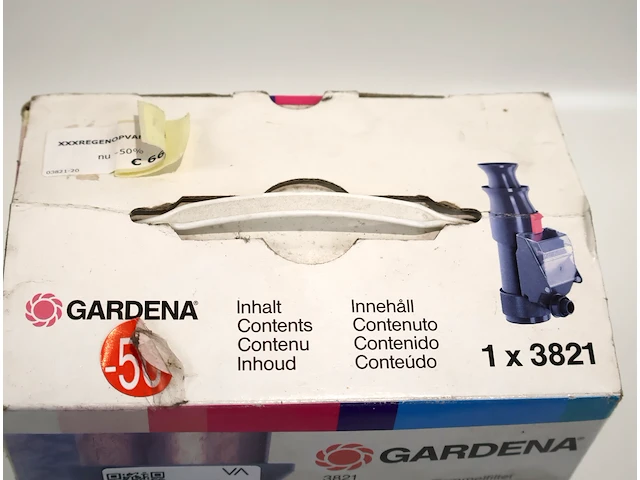 XXXREGENOPVA
nu -50%
€ 66
03821-20
GARDENA
Inhalt
Contents
Contenu
Inhoud
Innehåll
Contenuto
Contenido
Conteúdo
1 x 3821
-50
GARDENA
3821
VA